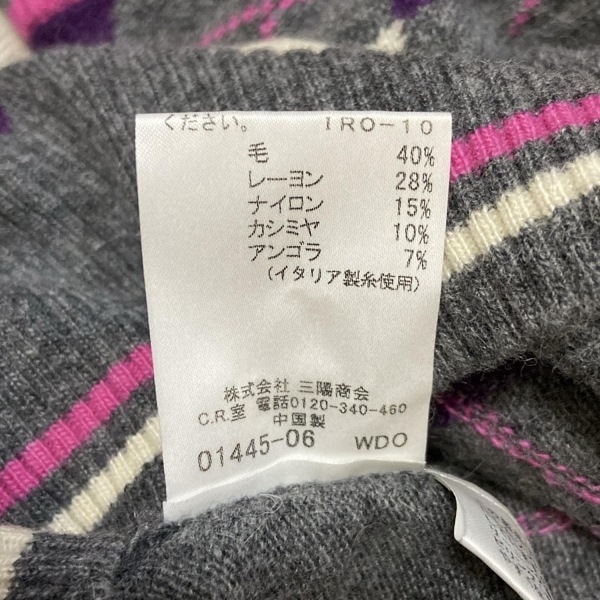 ください。 IRO-10
毛 40%
レーヨン 28%
ナイロン 15%
カシミヤ 10%
アンゴラ 7%
(イタリア製糸使用)
株式会社 三陽商会
C.R.室 電話0120-340-460
中国製
01445-06 WDO